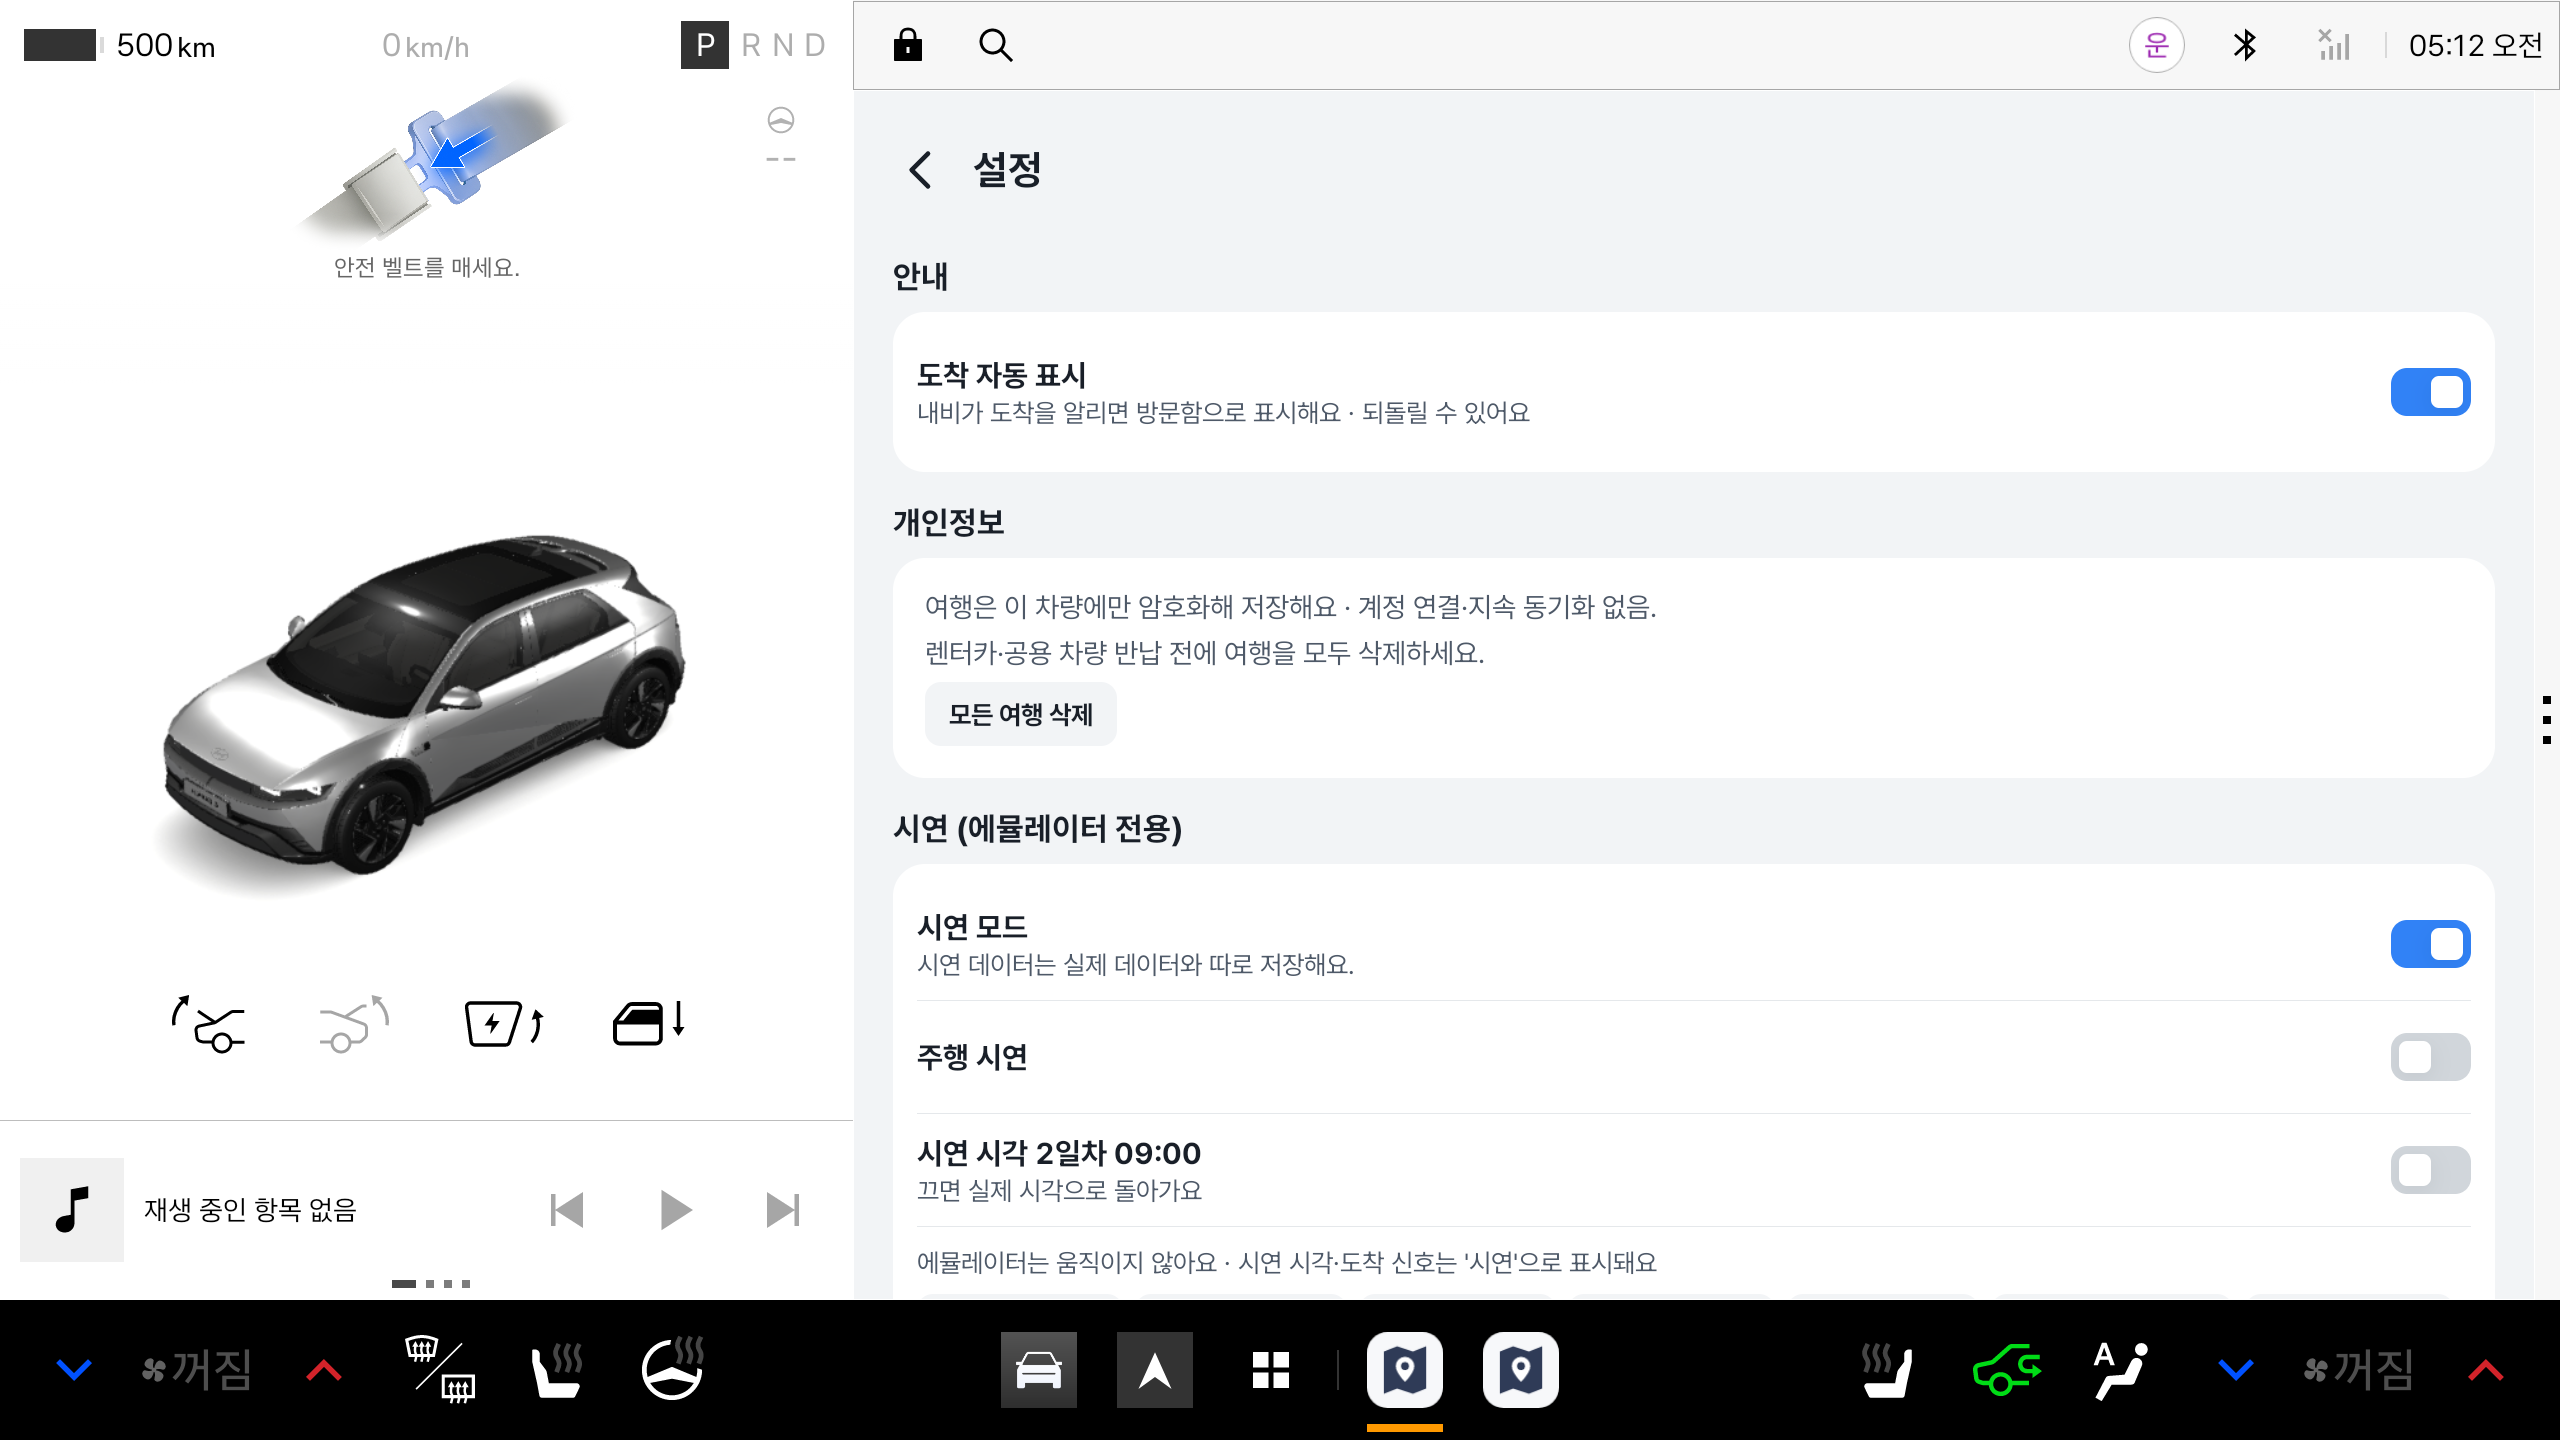 500 km
0 km/h
P R N D
안전 벨트를 매세요.
재생 중인 항목 없음
운
05:12 오전
설정
안내
도착 자동 표시
내비가 도착을 알리면 방문함으로 표시해요 · 되돌릴 수 있어요
개인정보
여행은 이 차량에만 암호화해 저장해요 · 계정 연결·지속 동기화 없음.
렌터카·공용 차량 반납 전에 여행을 모두 삭제하세요.
모든 여행 삭제
시연 (에뮬레이터 전용)
시연 모드
시연 데이터는 실제 데이터와 따로 저장해요.
주행 시연
시연 시각 2일차 09:00
끄면 실제 시각으로 돌아가요
에뮬레이터는 움직이지 않아요 · 시연 시각·도착 신호는 '시연'으로 표시돼요
꺼짐
A
꺼짐